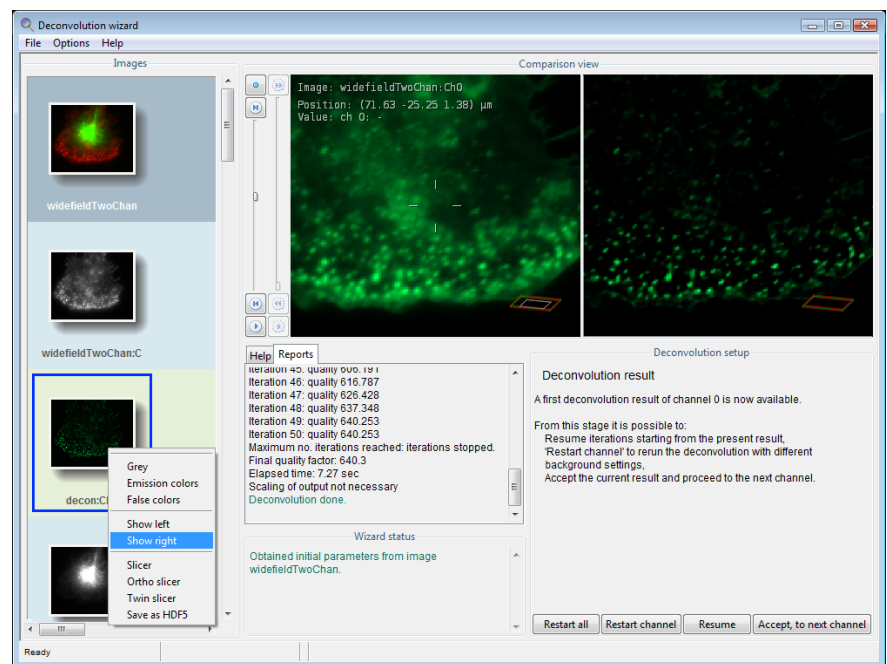 Deconvolution wizard
File Options Help
Images
widefieldTwoChan
widefieldTwoChan:C
decon:Cl
Grey
Emission colors
False colors
Show left
Show right
Slicer
Ortho slicer
Twin slicer
Save as HDF5
Comparison view
Image: widefieldTwoChan:Ch0
Position: (71.63 -25.25 1.38) μm
Value: ch 0: -
Help Reports
Iteration 45: quality 606.191
Iteration 46: quality 616.787
Iteration 47: quality 626.428
Iteration 48: quality 637.348
Iteration 49: quality 640.253
Iteration 50: quality 640.253
Maximum no. iterations reached: iterations stopped.
Final quality factor: 640.3
Elapsed time: 7.27 sec
Scaling of output not necessary
Deconvolution done.
Wizard status
Obtained initial parameters from image
widefieldTwoChan.
Deconvolution setup
Deconvolution result
A first deconvolution result of channel 0 is now available.
From this stage it is possible to:
Resume iterations starting from the present result,
'Restart channel' to rerun the deconvolution with different
background settings,
Accept the current result and proceed to the next channel.
Restart all Restart channel Resume Accept, to next channel
Ready